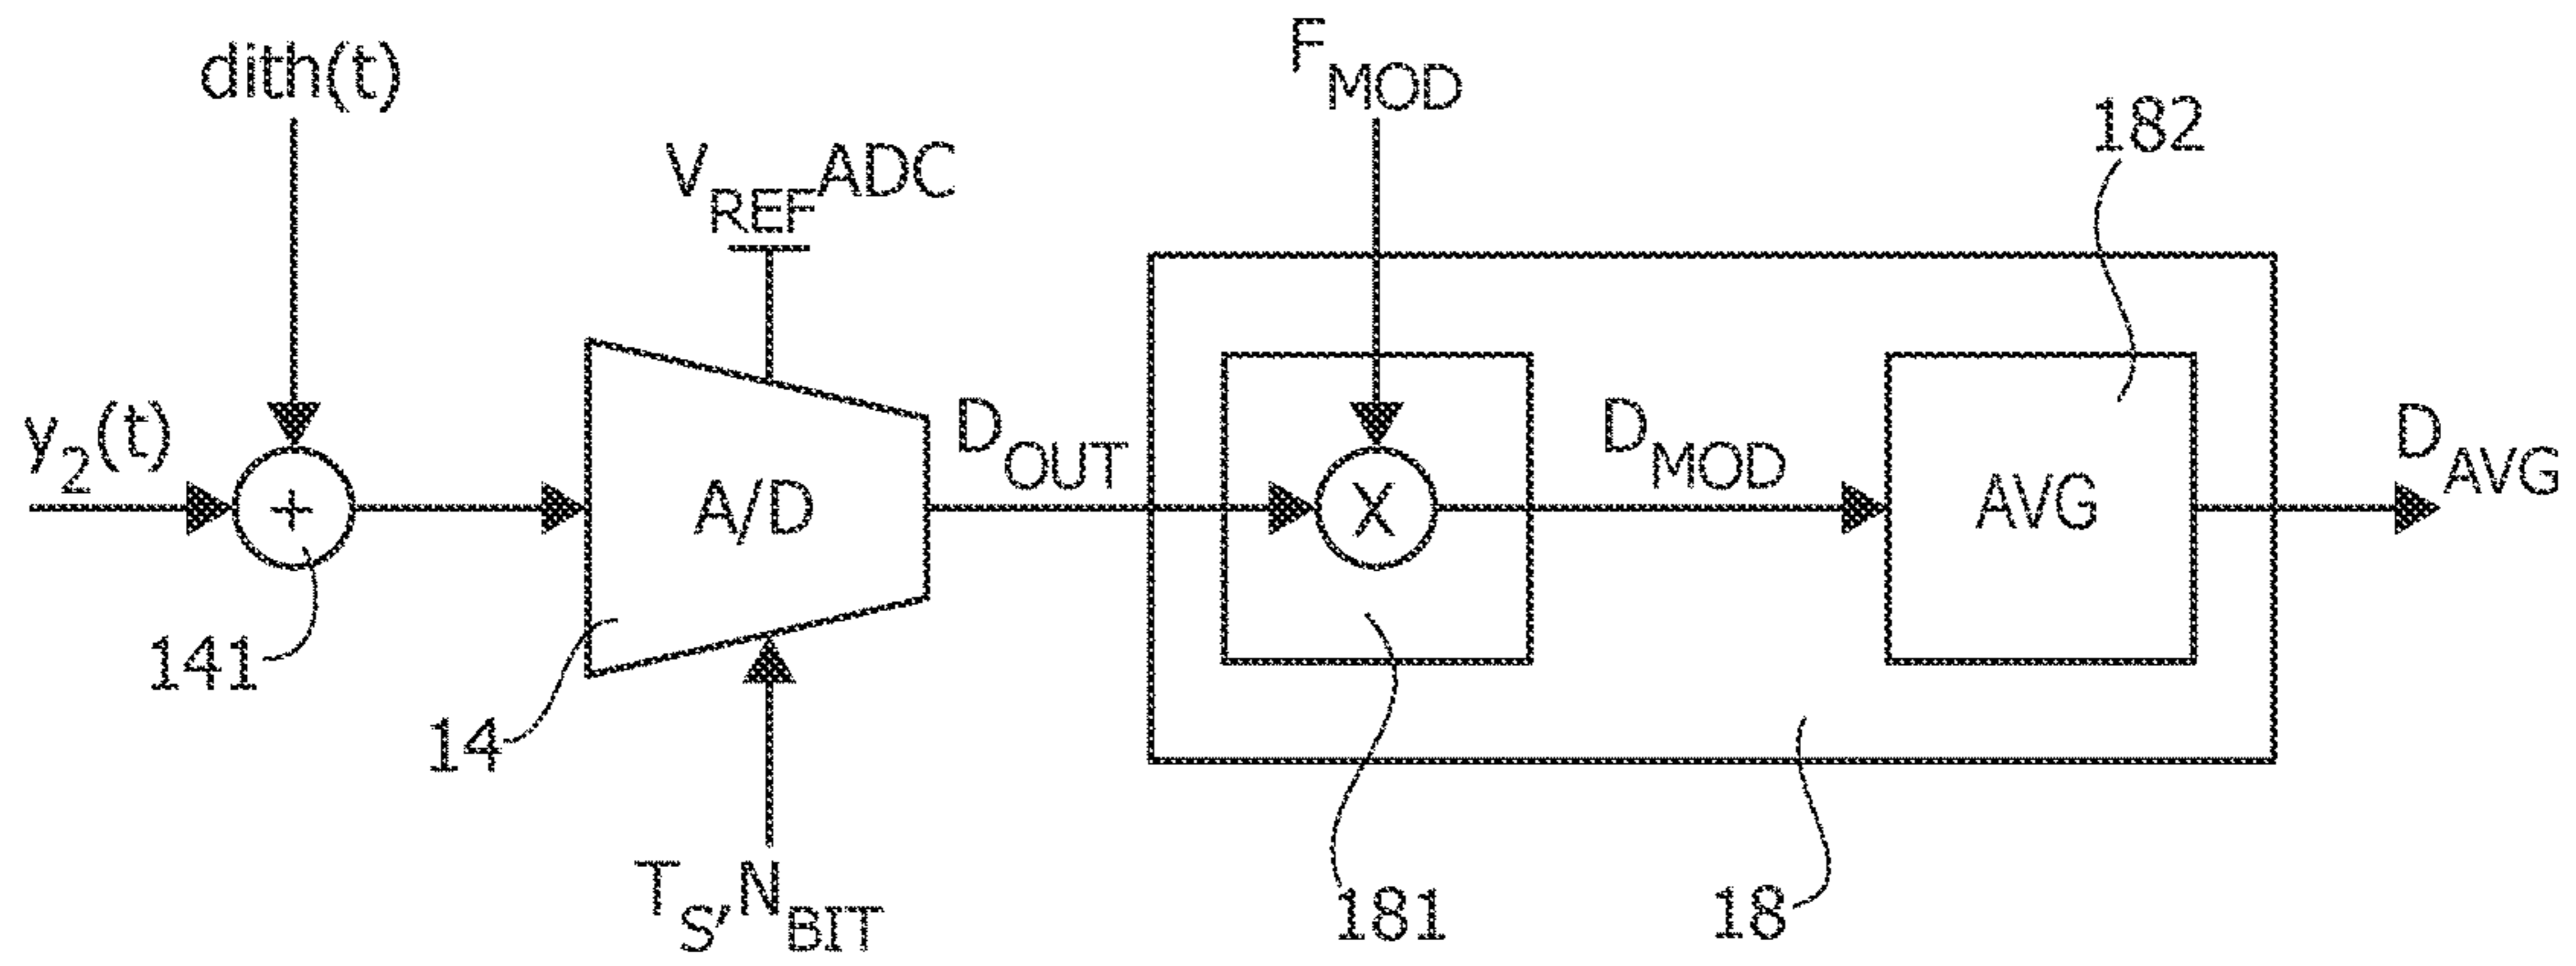 dith(t)
F_MOD
V_REF ADC
182
y_2(t)
+
A/D
D_OUT
X
D_MOD
AVG
D_AVG
141
14
T_S, N_BIT
181
18